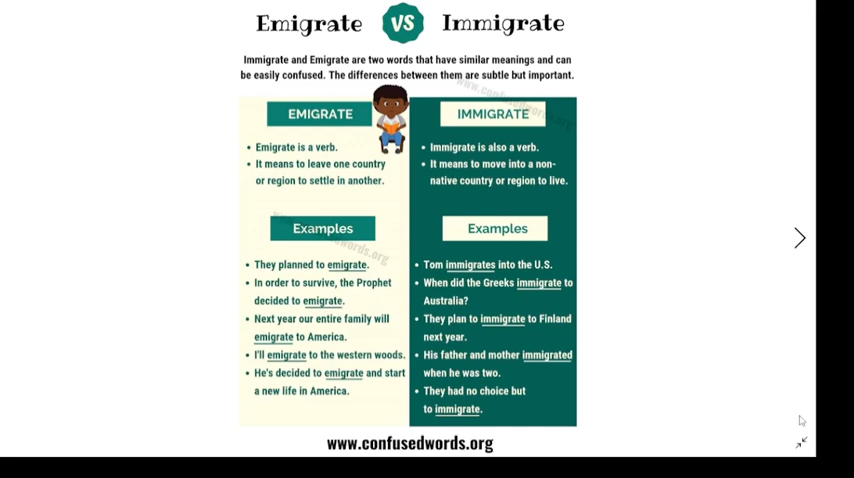 Emigrate VS Immigrate
Immigrate and Emigrate are two words that have similar meanings and can
be easily confused. The differences between them are subtle but important.
www.confusedwords.org
EMIGRATE
• Emigrate is a verb.
• It means to leave one country
or region to settle in another.
Examples
• They planned to emigrate.
• In order to survive, the Prophet
decided to emigrate.
• Next year our entire family will
emigrate to America.
• I'll emigrate to the western woods.
• He's decided to emigrate and start
a new life in America.
IMMIGRATE
• Immigrate is also a verb.
• It means to move into a non-
native country or region to live.
Examples
• Tom immigrates into the U.S.
• When did the Greeks immigrate to
Australia?
• They plan to immigrate to Finland
next year.
• His father and mother immigrated
when he was two.
• They had no choice but
to immigrate.
www.confusedwords.org